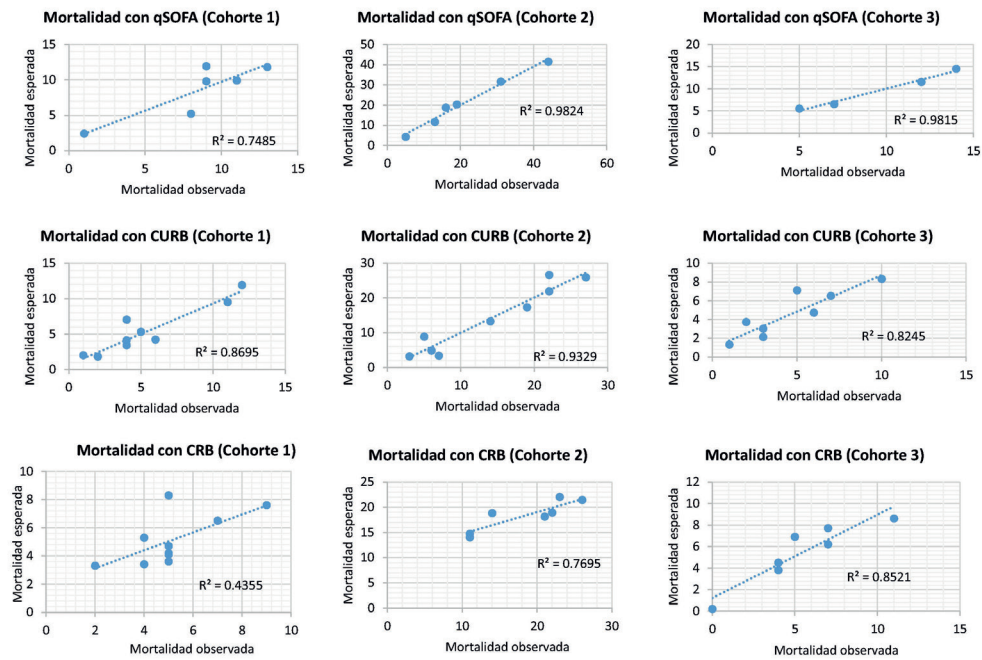 Mortalidad con qSOFA (Cohorte 1)
Mortalidad esperada
15
10
5
0
R² = 0.7485
0 5 10 15
Mortalidad observada
Mortalidad con qSOFA (Cohorte 2)
Mortalidad esperada
50
40
30
20
10
0
R² = 0.9824
0 20 40 60
Mortalidad observada
Mortalidad con qSOFA (Cohorte 3)
Mortalidad esperada
20
15
10
5
0
R² = 0.9815
0 5 10 15
Mortalidad observada
Mortalidad con CURB (Cohorte 1)
Mortalidad esperada
15
10
5
0
R² = 0.8695
0 5 10 15
Mortalidad observada
Mortalidad con CURB (Cohorte 2)
Mortalidad esperada
30
20
10
0
R² = 0.9329
0 10 20 30
Mortalidad observada
Mortalidad con CURB (Cohorte 3)
Mortalidad esperada
10
8
6
4
2
0
R² = 0.8245
0 5 10 15
Mortalidad observada
Mortalidad con CRB (Cohorte 1)
Mortalidad esperada
10
8
6
4
2
0
R² = 0.4355
0 2 4 6 8 10
Mortalidad observada
Mortalidad con CRB (Cohorte 2)
Mortalidad esperada
25
20
15
10
5
0
R² = 0.7695
0 10 20 30
Mortalidad observada
Mortalidad con CRB (Cohorte 3)
Mortalidad esperada
12
10
8
6
4
2
0
R² = 0.8521
0 5 10 15
Mortalidad observada